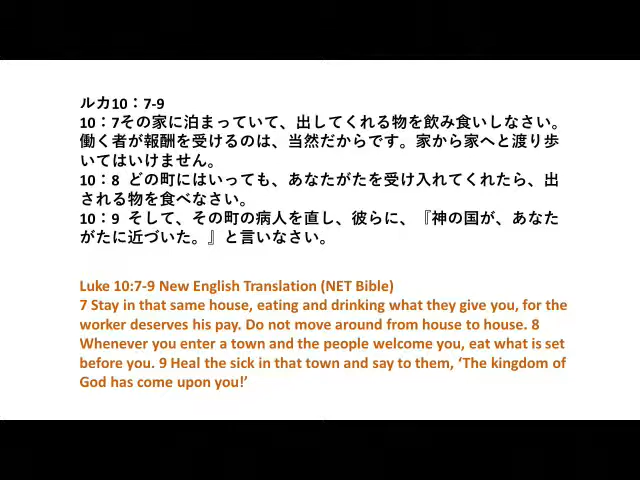 ルカ10：7-9
10：7その家に泊まっていて、出してくれる物を飲み食いしなさい。
働く者が報酬を受けるのは、当然だからです。家から家へと渡り歩
いてはいけません。
10：8 どの町にはいっても、あなたがたを受け入れてくれたら、出
される物を食べなさい。
10：9 そして、その町の病人を直し、彼らに、『神の国が、あなた
がたに近づいた。』と言いなさい。
Luke 10:7-9 New English Translation (NET Bible)
7 Stay in that same house, eating and drinking what they give you, for the
worker deserves his pay. Do not move around from house to house. 8
Whenever you enter a town and the people welcome you, eat what is set
before you. 9 Heal the sick in that town and say to them, ‘The kingdom of
God has come upon you!’